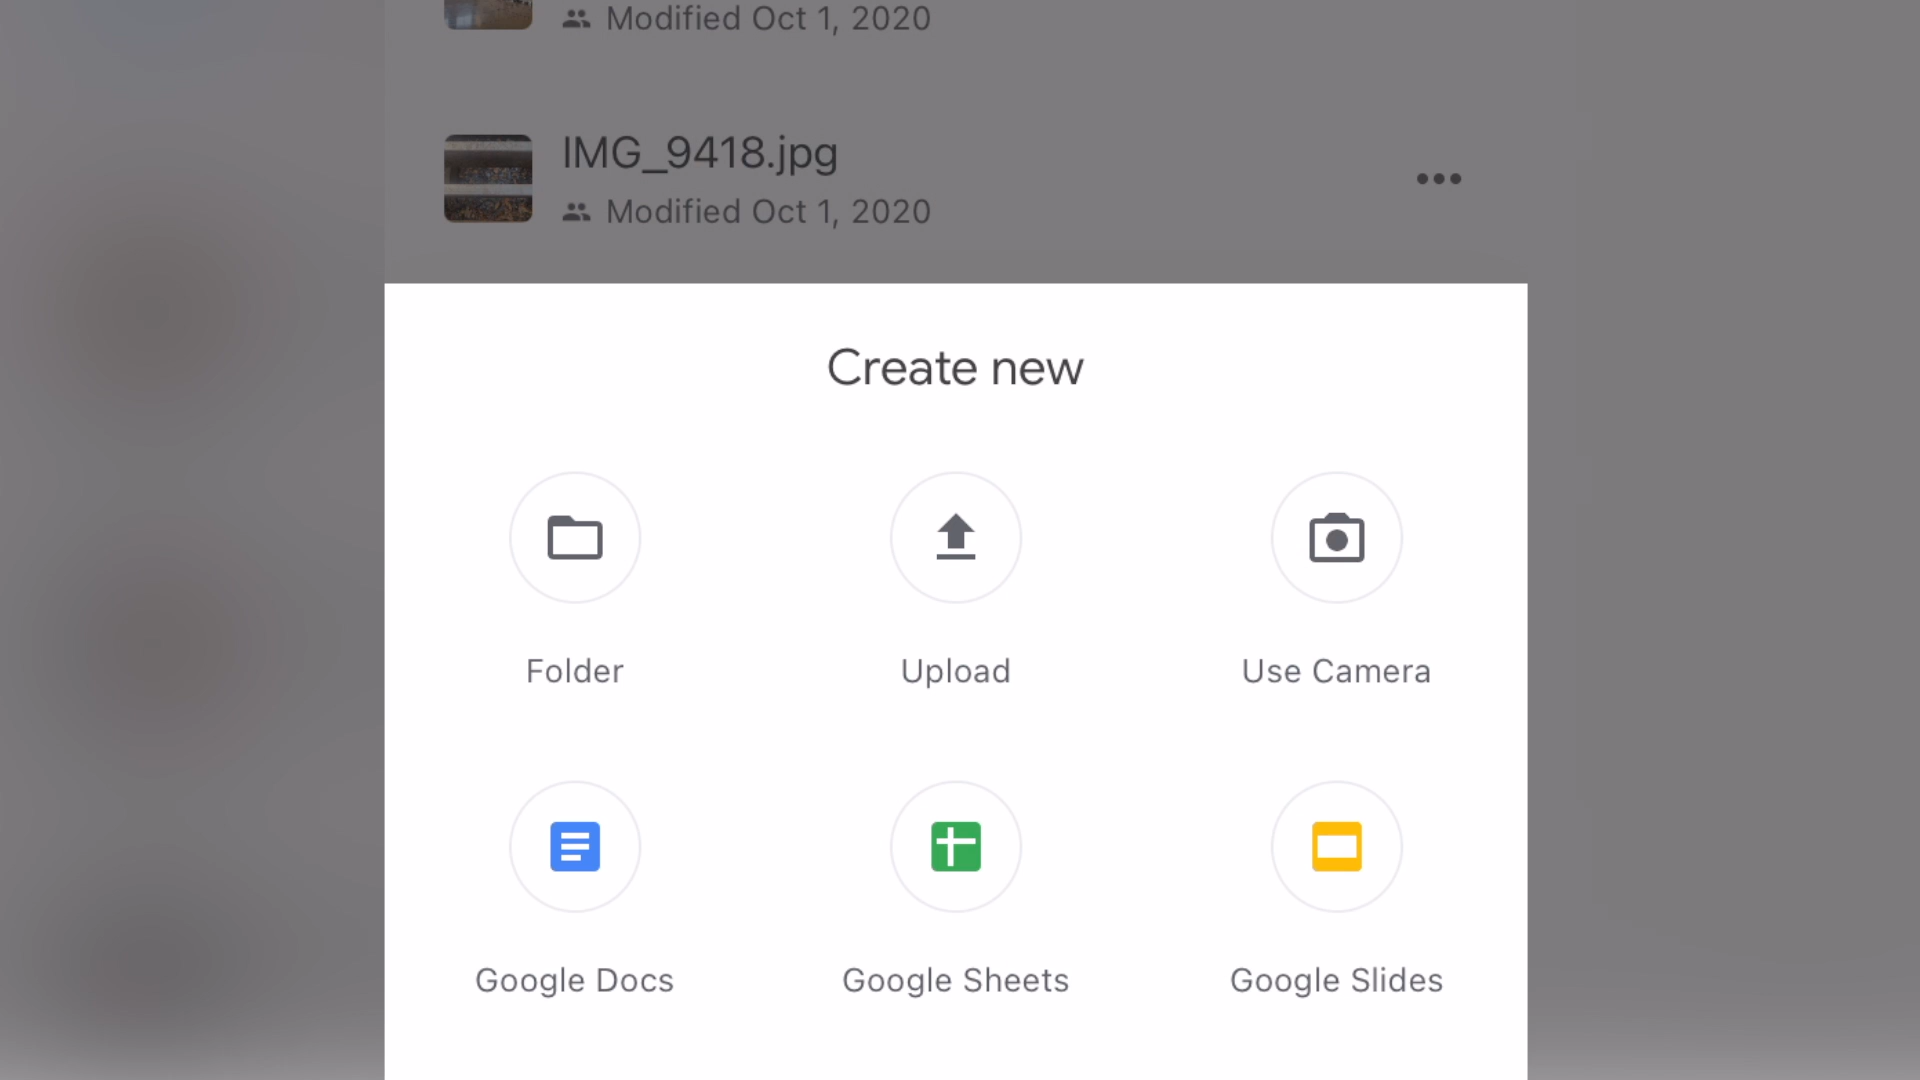 Modified Oct 1, 2020
IMG_9418.jpg
Modified Oct 1, 2020
Create new
Folder
Upload
Use Camera
Google Docs
Google Sheets
Google Slides